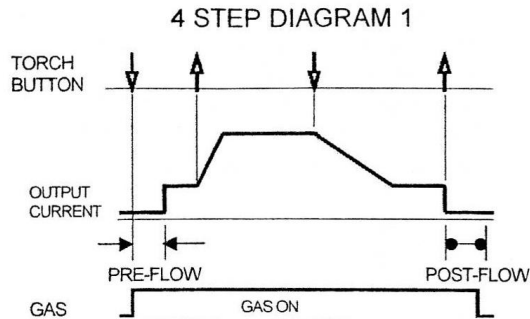 4 STEP DIAGRAM 1
TORCH
BUTTON
OUTPUT
CURRENT
PRE-FLOW
POST-FLOW
GAS
GAS ON